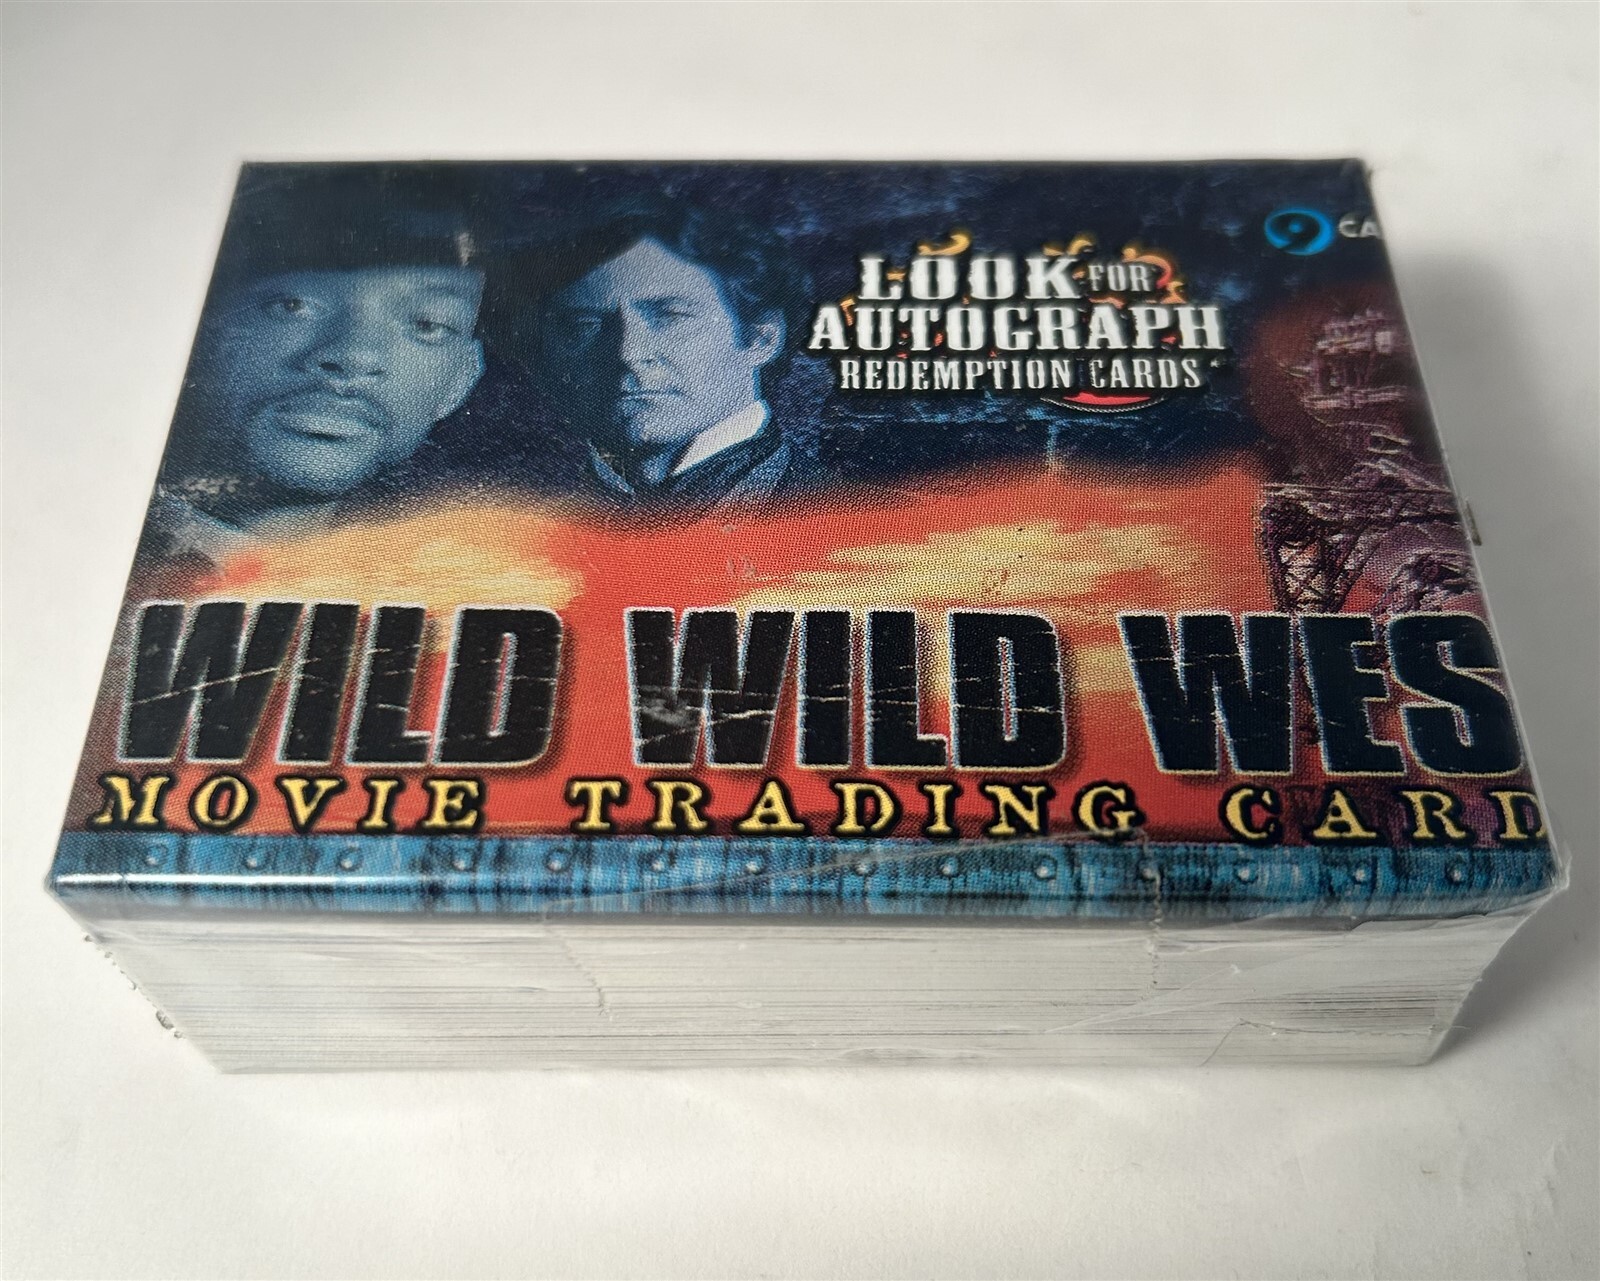 9 CA
LOOK FOR
AUTOGRAPH
REDEMPTION CARDS
WILD WILD WES
MOVIE TRADING CARD